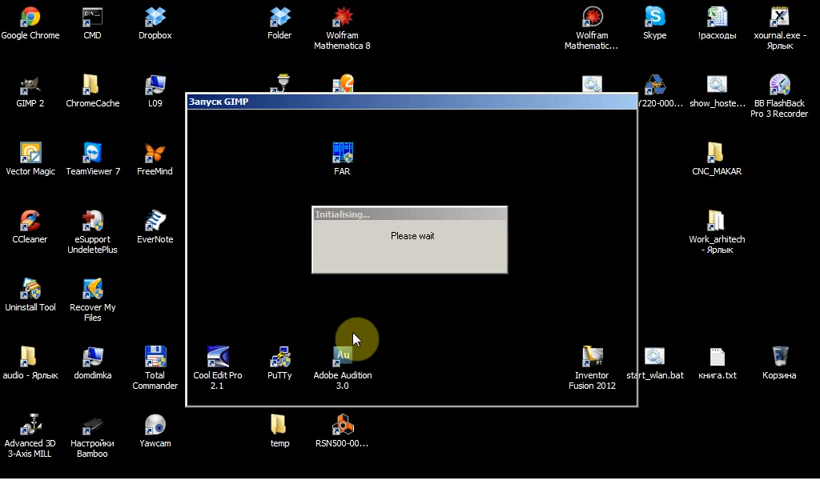 Google Chrome
CMD
Dropbox
Folder
Wolfram
Mathematica 8
Wolfram
Mathematic...
Skype
!расходы
xournal.exe -
Ярлык
GIMP 2
ChromeCache
L09
Y220-000...
show_hoste...
BB FlashBack
Pro 3 Recorder
Запуск GIMP
Vector Magic
TeamViewer 7
FreeMind
FAR
CNC_MAKAR
Initialising...
Please wait
CCleaner
eSupport
UndeletePlus
EverNote
Work_arhitech
- Ярлык
Uninstall Tool
Recover My
Files
audio - Ярлык
domdimka
Total
Commander
Cool Edit Pro
2.1
PuTTy
Au
Adobe Audition
3.0
Inventor
Fusion 2012
start_wlan.bat
книга.txt
Корзина
Advanced 3D
3-Axis MILL
Настройки
Bamboo
Yawcam
temp
RSN500-00...